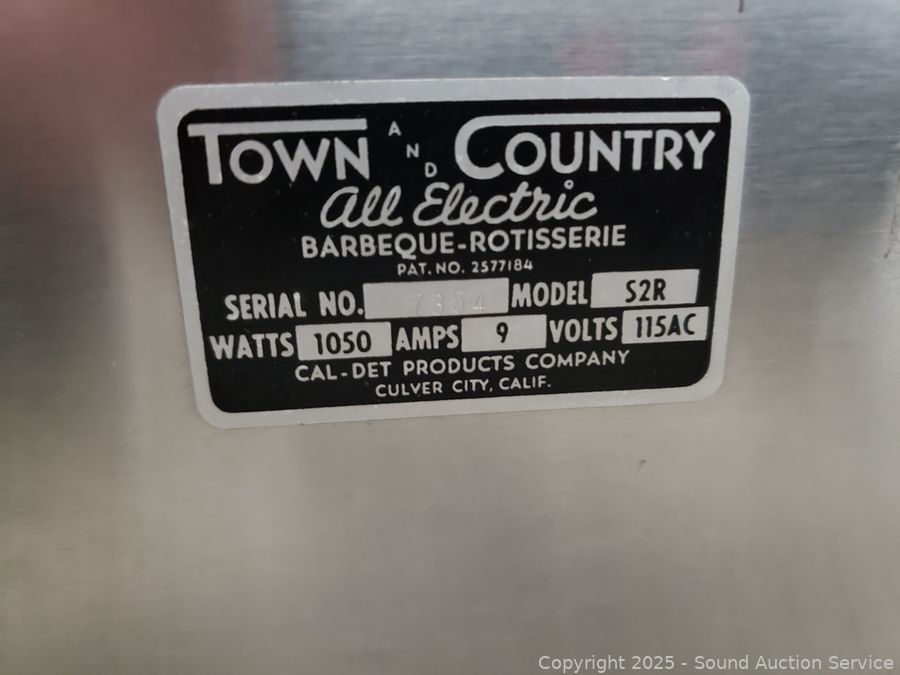 TOWN AND COUNTRY
All Electric
BARBEQUE-ROTISSERIE
PAT. NO. 2577184
SERIAL NO. 7354 MODEL S2R
WATTS 1050 AMPS 9 VOLTS 115AC
CAL-DET PRODUCTS COMPANY
CULVER CITY, CALIF.
Copyright © 2025 - Sound Auction Service